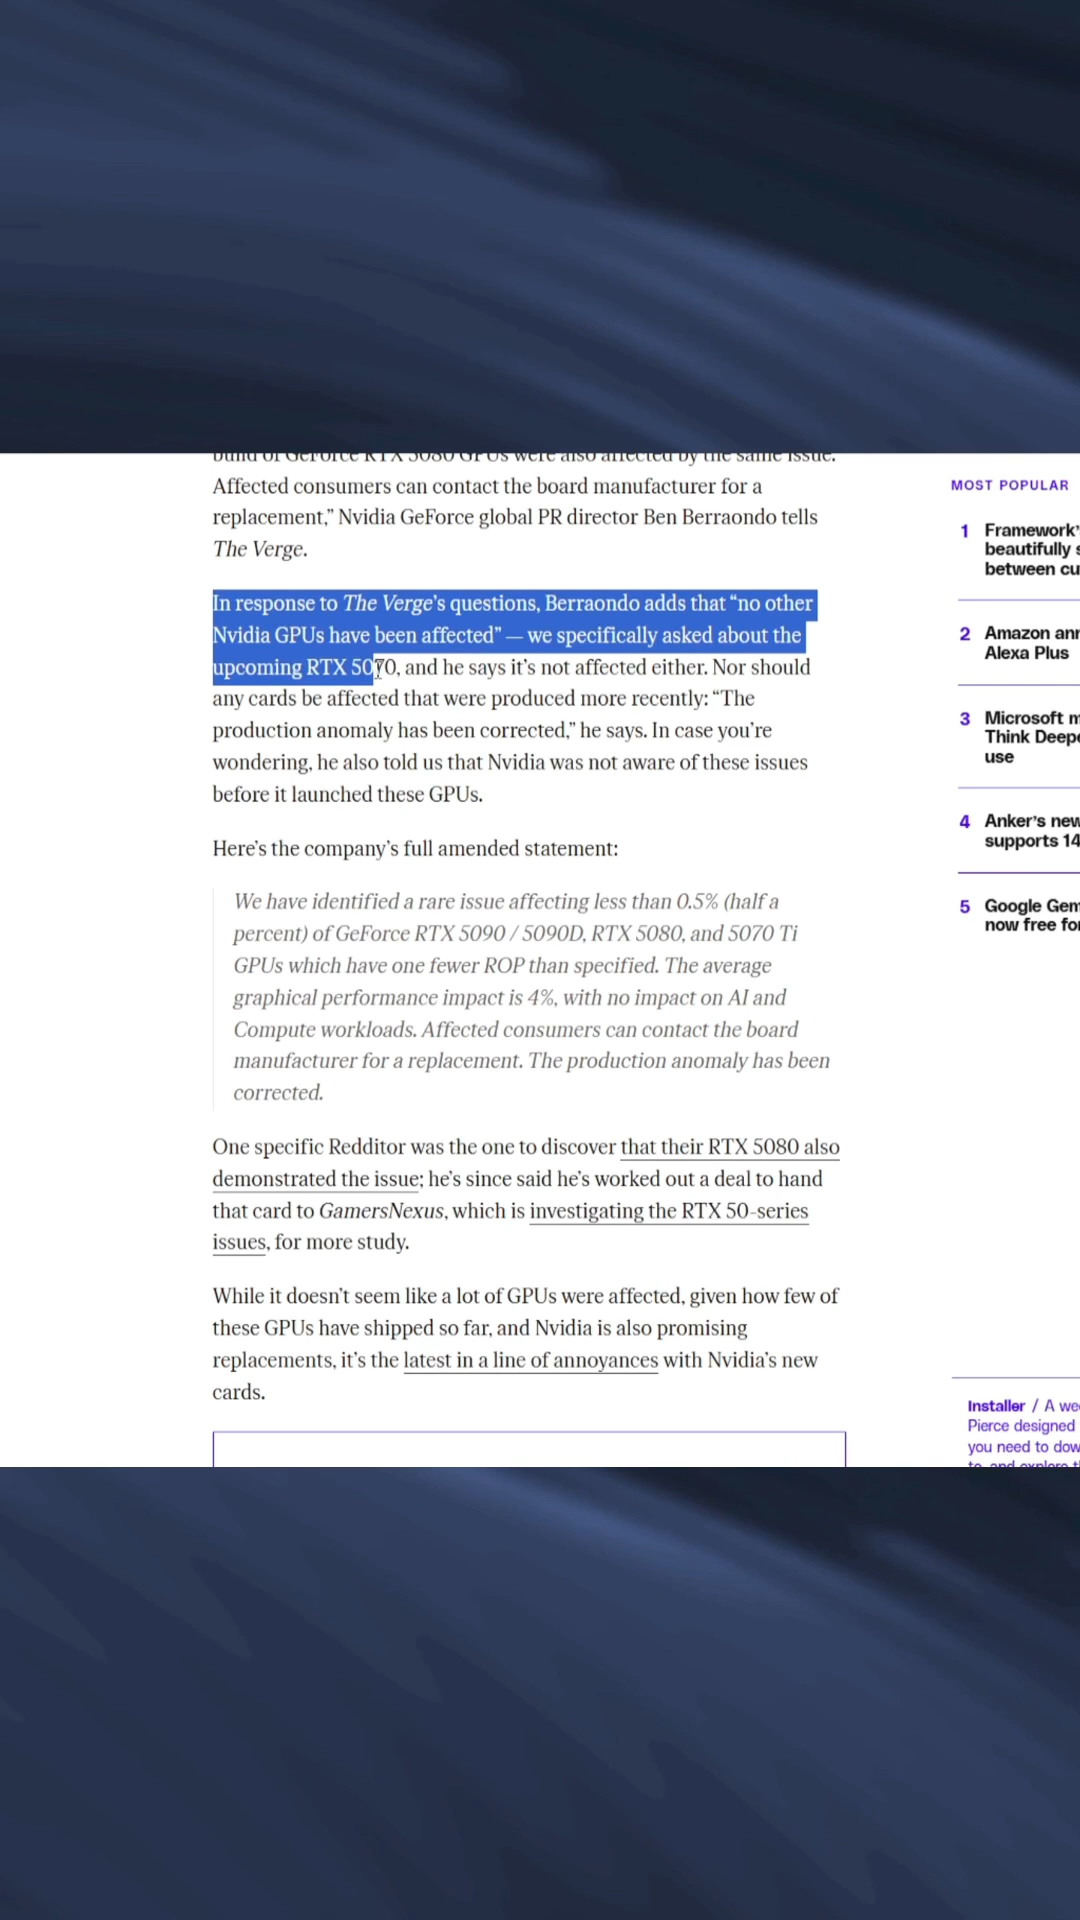 build of GeForce RTX 5080 GPUs were also affected by the same issue.
Affected consumers can contact the board manufacturer for a
replacement,” Nvidia GeForce global PR director Ben Berraondo tells
The Verge.
In response to The Verge’s questions, Berraondo adds that “no other
Nvidia GPUs have been affected” — we specifically asked about the
upcoming RTX 5070, and he says it’s not affected either. Nor should
any cards be affected that were produced more recently: “The
production anomaly has been corrected,” he says. In case you’re
wondering, he also told us that Nvidia was not aware of these issues
before it launched these GPUs.
Here’s the company’s full amended statement:
We have identified a rare issue affecting less than 0.5% (half a
percent) of GeForce RTX 5090 / 5090D, RTX 5080, and 5070 Ti
GPUs which have one fewer ROP than specified. The average
graphical performance impact is 4%, with no impact on AI and
Compute workloads. Affected consumers can contact the board
manufacturer for a replacement. The production anomaly has been
corrected.
One specific Redditor was the one to discover that their RTX 5080 also
demonstrated the issue; he’s since said he’s worked out a deal to hand
that card to GamersNexus, which is investigating the RTX 50-series
issues, for more study.
While it doesn’t seem like a lot of GPUs were affected, given how few of
these GPUs have shipped so far, and Nvidia is also promising
replacements, it’s the latest in a line of annoyances with Nvidia’s new
cards.
MOST POPULAR
1 Framework’s
beautifully s
between cu
2 Amazon ann
Alexa Plus
3 Microsoft m
Think Deepe
use
4 Anker’s new
supports 14
5 Google Gem
now free for
Installer / A wee
Pierce designed
you need to dow
to, and explore th